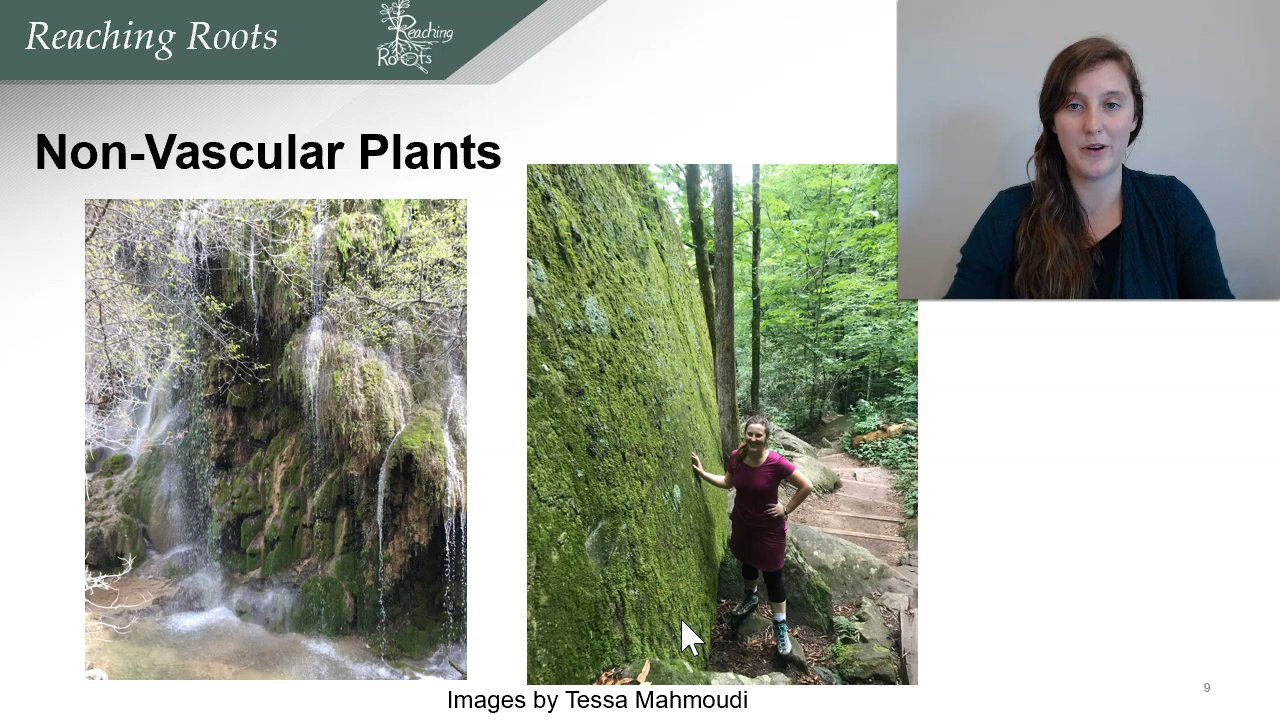 Reaching Roots
Reaching
Roots
Non-Vascular Plants
Images by Tessa Mahmoudi
9